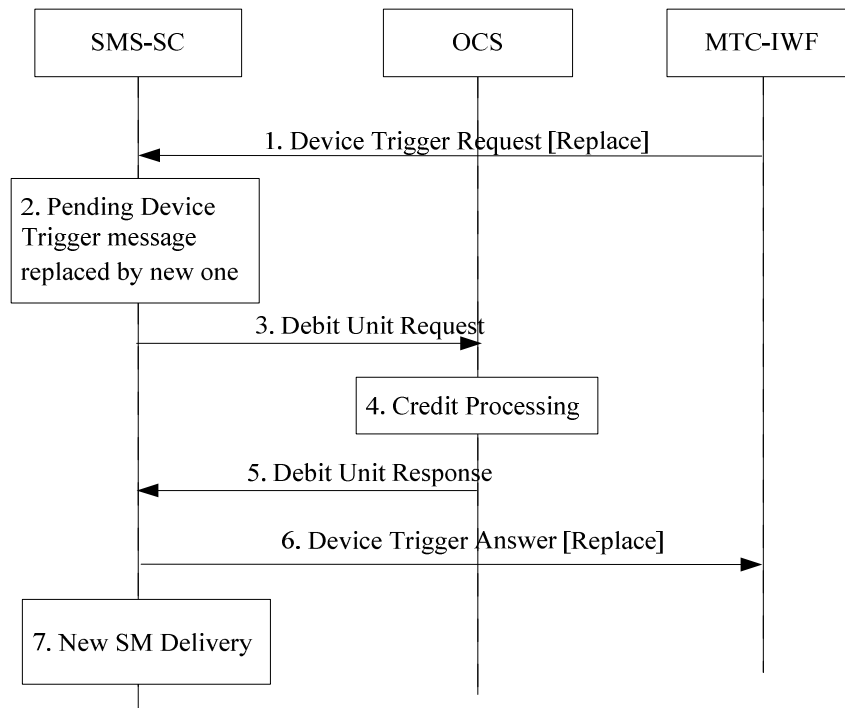 SMS-SC
OCS
MTC-IWF
1. Device Trigger Request [Replace]
2. Pending Device
Trigger message
replaced by new one
3. Debit Unit Request
4. Credit Processing
5. Debit Unit Response
6. Device Trigger Answer [Replace]
7. New SM Delivery